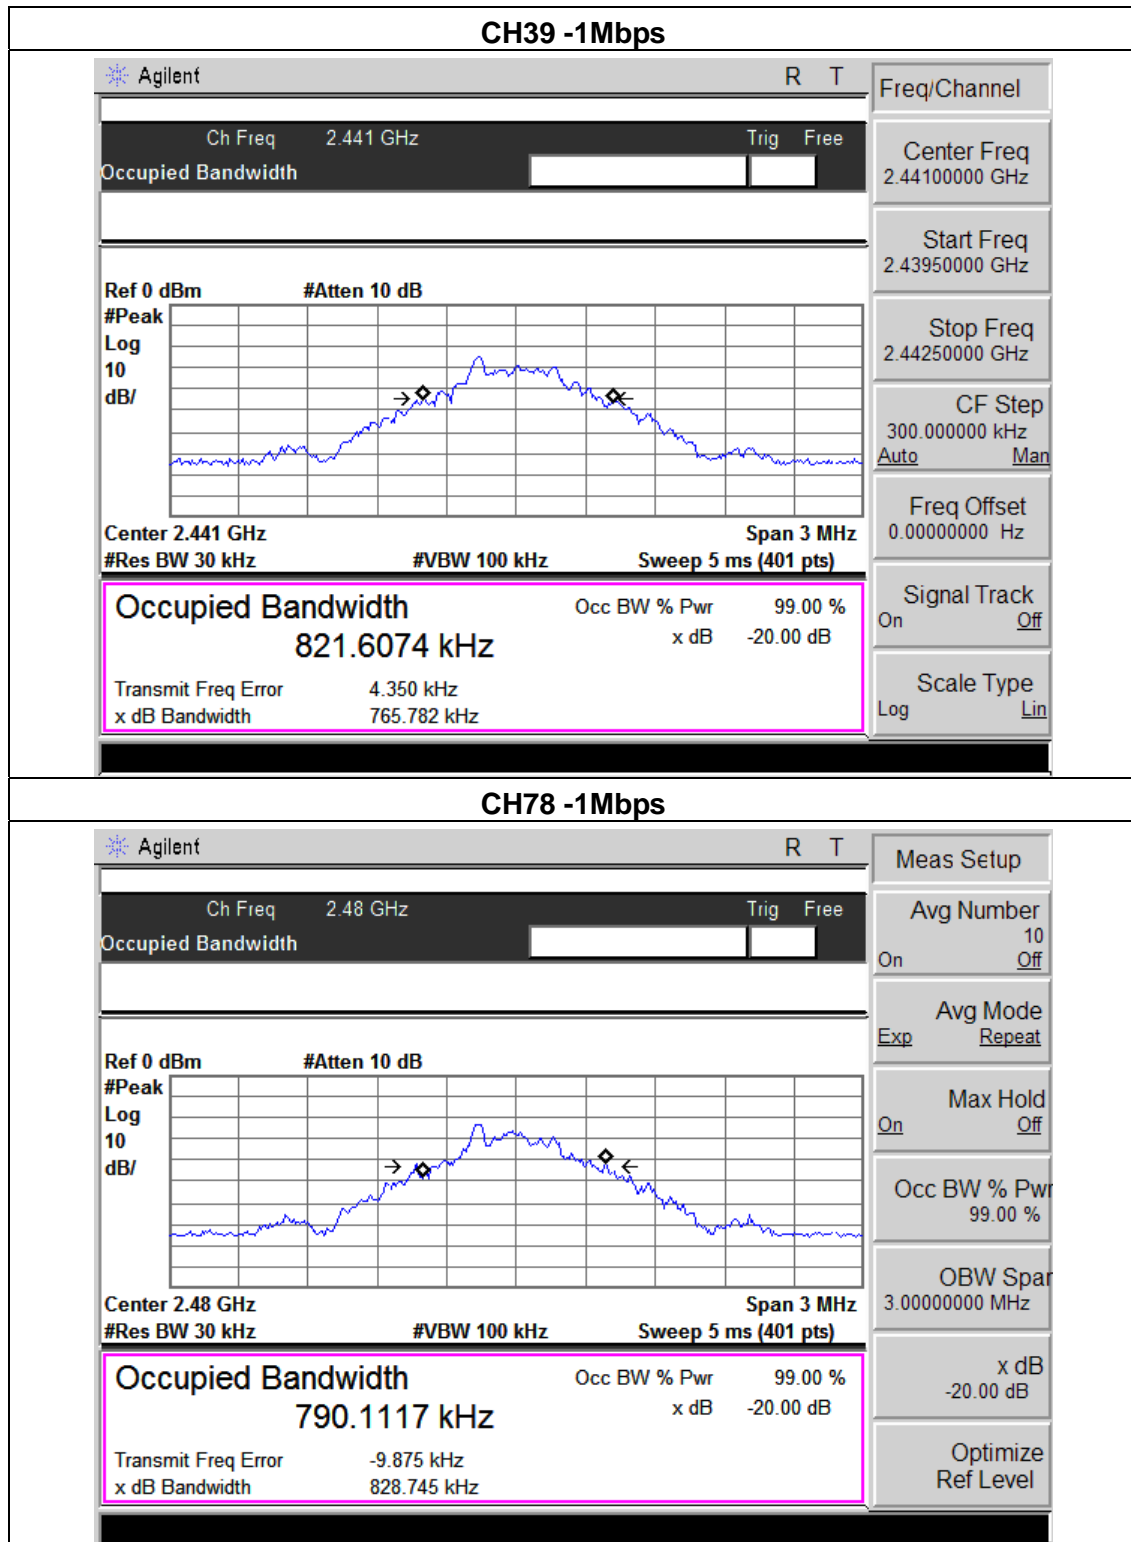 CH39 -1Mbps
Agilent R T
Ch Freq 2.441 GHz Trig Free
Occupied Bandwidth
Ref 0 dBm #Atten 10 dB
#Peak
Log
10
dB/
Center 2.441 GHz Span 3 MHz
#Res BW 30 kHz #VBW 100 kHz Sweep 5 ms (401 pts)
Occupied Bandwidth Occ BW % Pwr 99.00 %
821.6074 kHz x dB -20.00 dB
Transmit Freq Error 4.350 kHz
x dB Bandwidth 765.782 kHz
Freq/Channel
Center Freq
2.44100000 GHz
Start Freq
2.43950000 GHz
Stop Freq
2.44250000 GHz
CF Step
300.000000 kHz
Auto Man
Freq Offset
0.00000000 Hz
Signal Track
On Off
Scale Type
Log Lin
CH78 -1Mbps
Agilent R T
Ch Freq 2.48 GHz Trig Free
Occupied Bandwidth
Ref 0 dBm #Atten 10 dB
#Peak
Log
10
dB/
Center 2.48 GHz Span 3 MHz
#Res BW 30 kHz #VBW 100 kHz Sweep 5 ms (401 pts)
Occupied Bandwidth Occ BW % Pwr 99.00 %
790.1117 kHz x dB -20.00 dB
Transmit Freq Error -9.875 kHz
x dB Bandwidth 828.745 kHz
Meas Setup
Avg Number
10
On Off
Avg Mode
Exp Repeat
Max Hold
On Off
Occ BW % Pwr
99.00 %
OBW Spar
3.00000000 MHz
x dB
-20.00 dB
Optimize
Ref Level